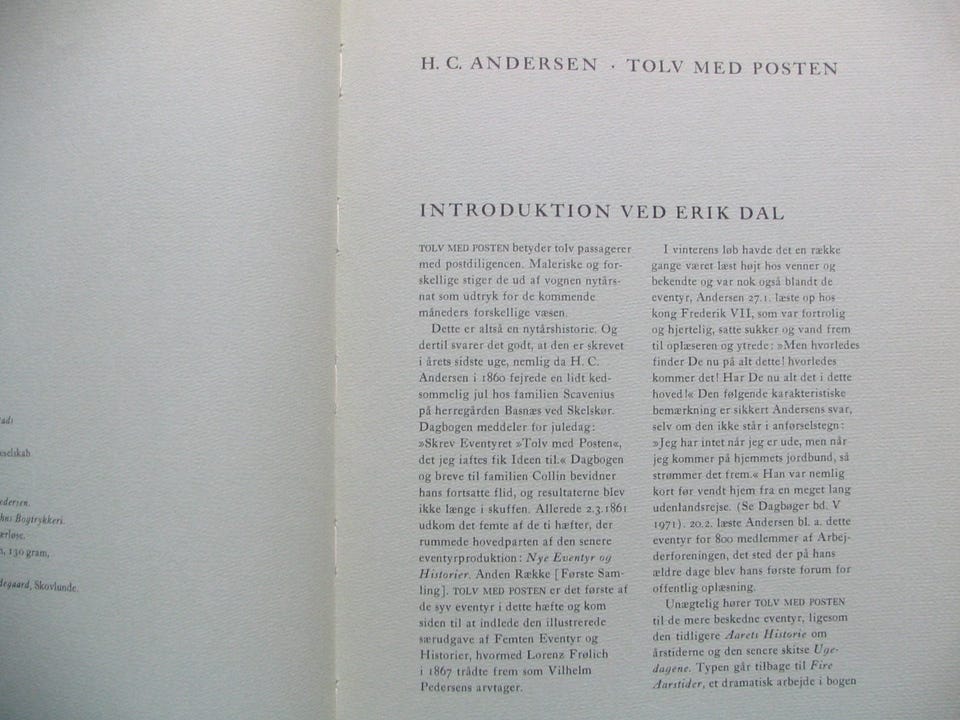 H. C. ANDERSEN · TOLV MED POSTEN
INTRODUKTION VED ERIK DAL
TOLV MED POSTEN betyder tolv passagerer
med postdiligencen. Maleriske og for-
skellige stiger de ud af vognen nytårs-
nat som udtryk for de kommende
måneders forskellige væsen.
Dette er altså en nytårshistorie. Og
dertil svarer det godt, at den er skrevet
i årets sidste uge, nemlig da H. C.
Andersen i 1860 fejrede en lidt ked-
sommelig jul hos familien Scavenius
på herregården Basnæs ved Skelskør.
Dagbogen meddeler for juledag:
»Skrev Eventyret »Tolv med Posten«,
det jeg iaftes fik Ideen til.« Dagbogen
og breve til familien Collin bevidner
hans fortsatte flid, og resultaterne blev
ikke længe i skuffen. Allerede 2.3.1861
udkom det femte af de ti hæfter, der
rummede hovedparten af den senere
eventyrproduktion: Nye Eventyr og
Historier. Anden Række [Første Sam-
ling]. TOLV MED POSTEN er det første af
de syv eventyr i dette hæfte og kom
siden til at indlede den illustrerede
særudgave af Femten Eventyr og
Historier, hvormed Lorenz Frølich
i 1867 trådte frem som Vilhelm
Pedersens arvtager.
I vinterens løb havde det en række
gange været læst højt hos venner og
bekendte og var nok også blandt de
eventyr, Andersen 27.1. læste op hos
kong Frederik VII, som var fortrolig
og hjertelig, satte sukker og vand frem
til oplæseren og ytrede: »Men hvorledes
finder De nu på alt dette! hvorledes
kommer det! Har De nu alt det i dette
hoved!« Den følgende karakteristiske
bemærkning er sikkert Andersens svar,
selv om den ikke står i anførselstegn:
»Jeg har intet når jeg er ude, men når
jeg kommer på hjemmets jordbund, så
strømmer det frem.« Han var nemlig
kort før vendt hjem fra en meget lang
udenlandsrejse. (Se Dagbøger bd. V
1971). 20.2. læste Andersen bl. a. dette
eventyr for 800 medlemmer af Arbej-
derforeningen, det sted der på hans
ældre dage blev hans første forum for
offentlig oplæsning.
Unægtelig hører TOLV MED POSTEN
til de mere beskedne eventyr, ligesom
den tidligere Aarets Historie om
årstiderne og den senere skitse Uge-
dagene. Typen går tilbage til Fire
Aarstider, et dramatisk arbejde i bogen
selskab
edersen.
Bogtrykkeri.
130 gram,
Skovlunde.